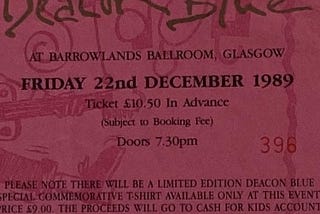 Deacon Blue
AT BARROWLANDS BALLROOM, GLASGOW
FRIDAY 22nd DECEMBER 1989
Ticket £10.50 In Advance
(Subject to Booking Fee)
Doors 7.30pm
396
PLEASE NOTE THERE WILL BE A LIMITED EDITION DEACON BLUE
SPECIAL COMMEMORATIVE T-SHIRT AVAILABLE ONLY AT THIS EVENT
PRICE £9.00. THE PROCEEDS WILL GO TO CASH FOR KIDS ACCOUNT